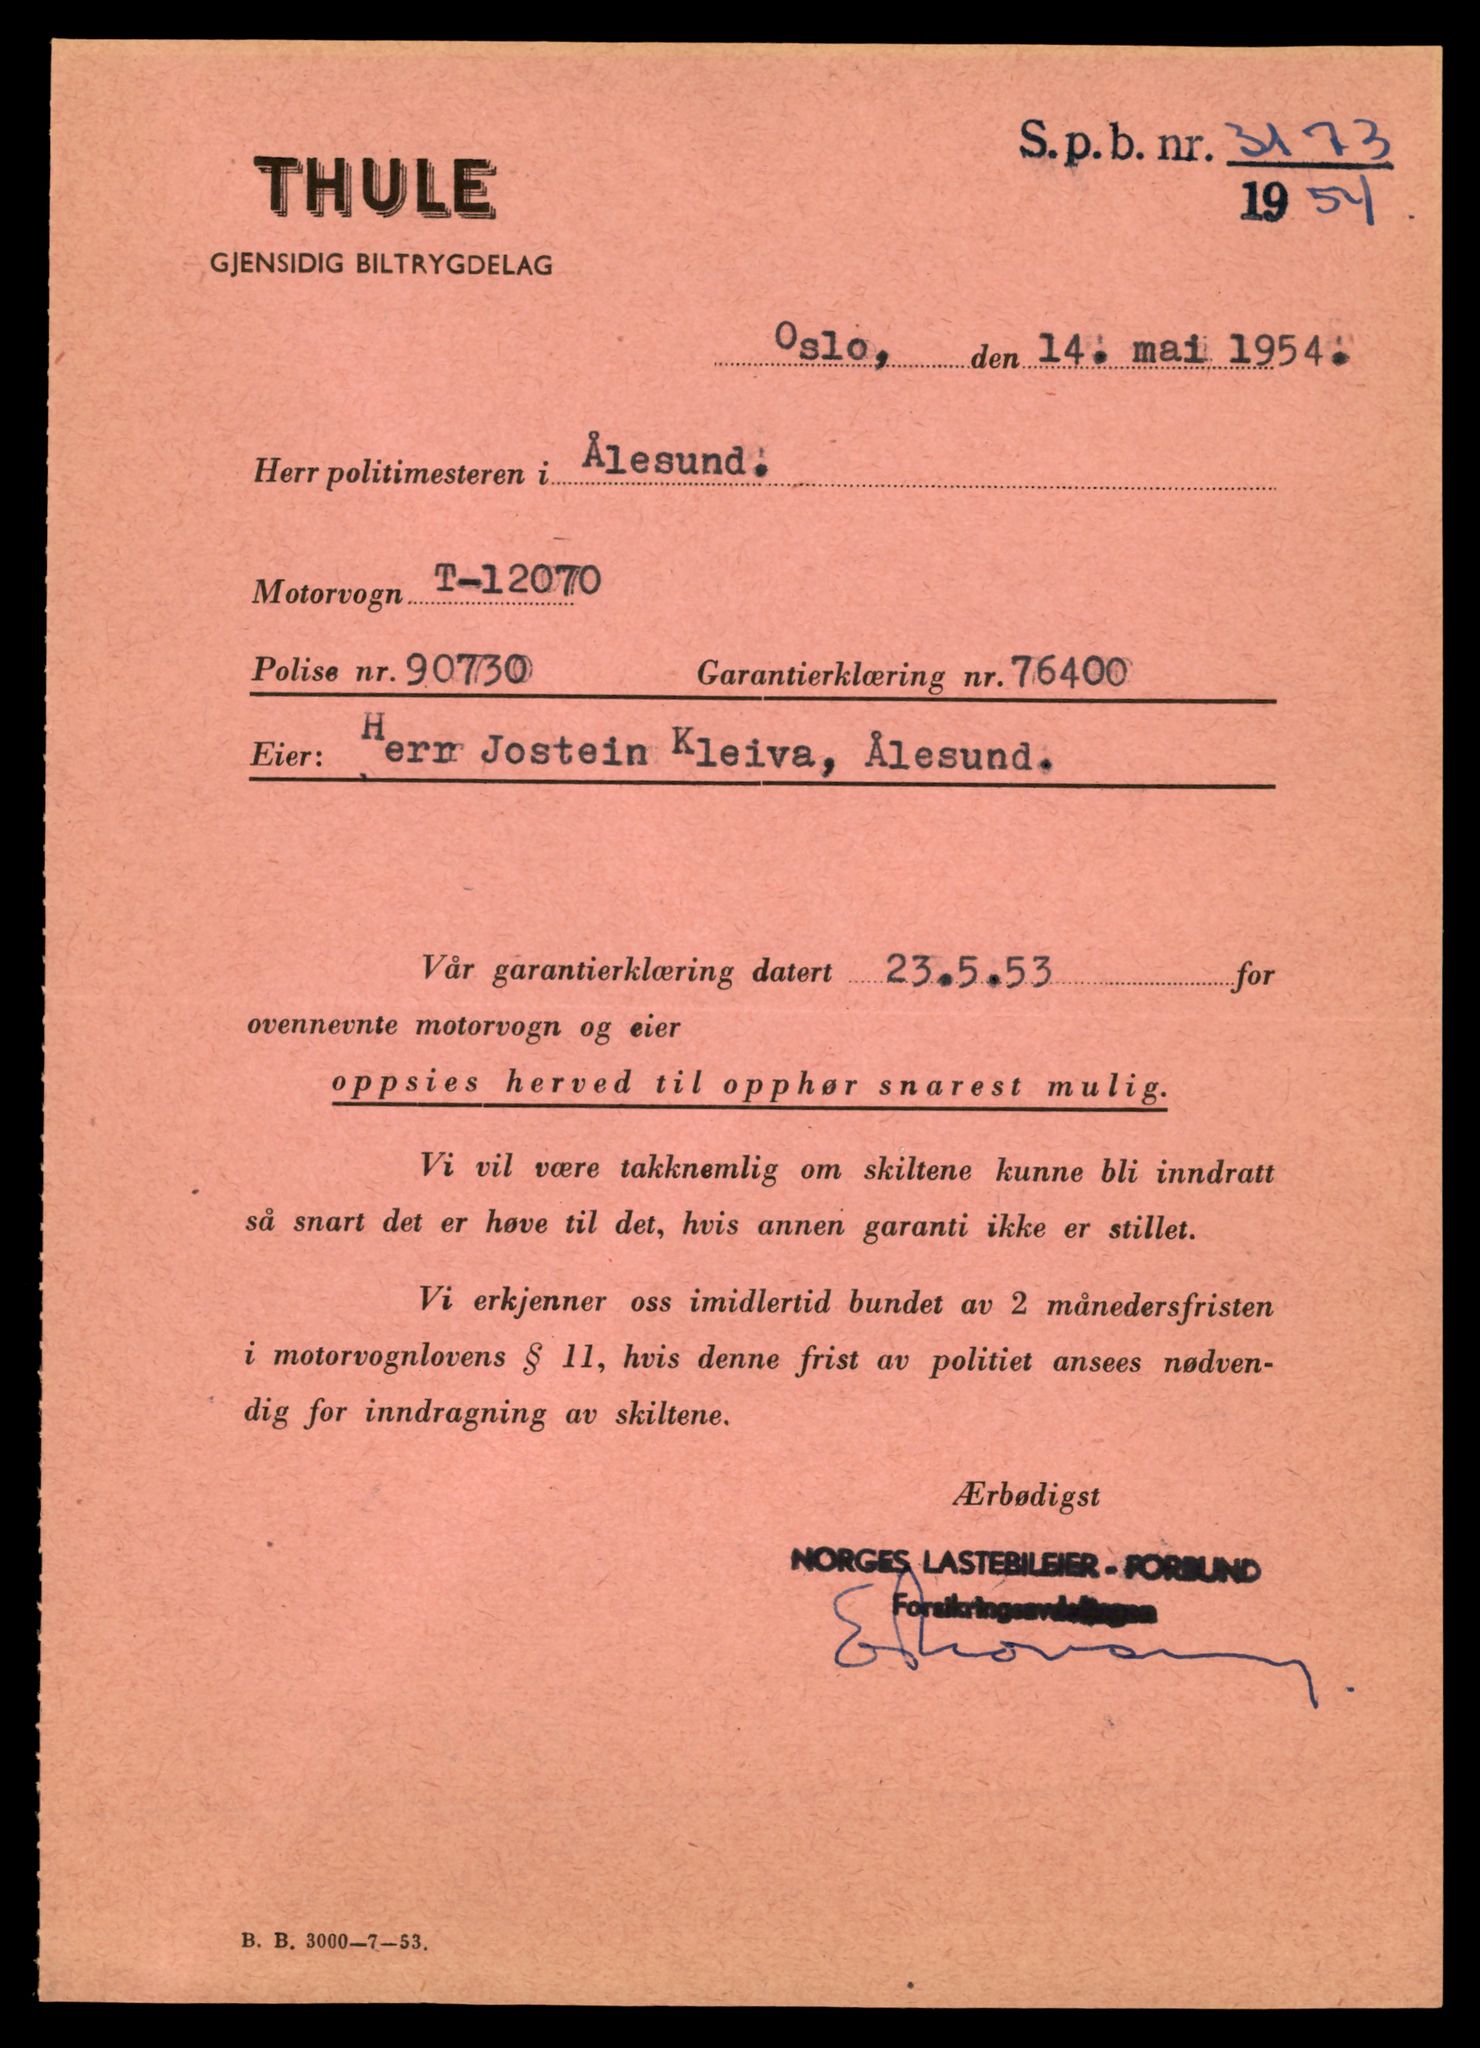 S.p.b. nr. 3173
19 54
THULE
GJENSIDIG BILTRYGDELAG
Oslo, den 14. mai 1954.
Herr politimesteren i Ålesund.
Motorvogn T-12070
Polise nr. 90730 Garantierklæring nr. 76400
Eier: Herr Jostein Kleiva, Ålesund.
Vår garantierklæring datert 23.5.53 for
ovennevnte motorvogn og eier
oppsies herved til opphør snarest mulig.
Vi vil være takknemlig om skiltene kunne bli inndratt
så snart det er høve til det, hvis annen garanti ikke er stillet.
Vi erkjenner oss imidlertid bundet av 2 månedersfristen
i motorvognlovens § 11, hvis denne frist av politiet ansees nødven-
dig for inndragning av skiltene.
Ærbødigst
NORGES LASTEBILEIER - FORBUND
Forsikringsavdelingen
B. B. 3000—7—53.